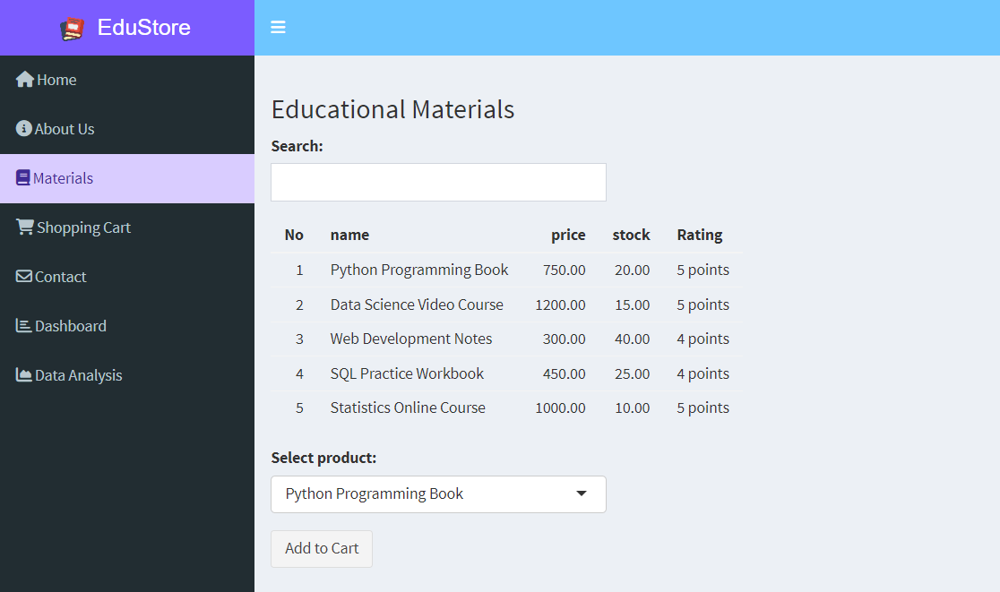 EduStore
Home
About Us
Materials
Shopping Cart
Contact
Dashboard
Data Analysis
Educational Materials
Search:
No name price stock Rating
1 Python Programming Book 750.00 20.00 5 points
2 Data Science Video Course 1200.00 15.00 5 points
3 Web Development Notes 300.00 40.00 4 points
4 SQL Practice Workbook 450.00 25.00 4 points
5 Statistics Online Course 1000.00 10.00 5 points
Select product:
Python Programming Book
Add to Cart